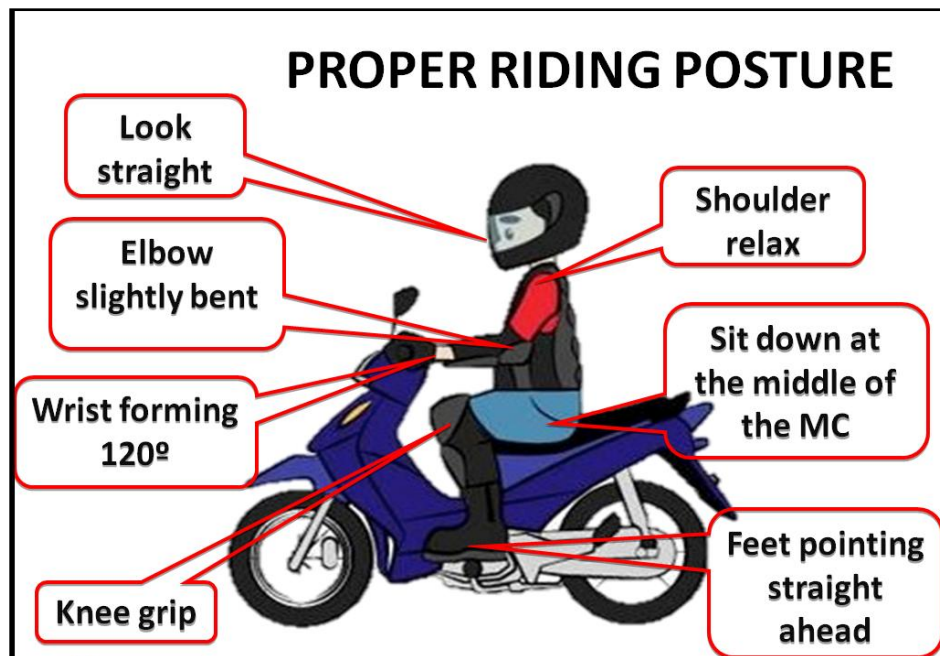 PROPER RIDING POSTURE
Look
straight
Shoulder
relax
Elbow
slightly bent
Sit down at
the middle of
the MC
Wrist forming
120º
Feet pointing
straight
ahead
Knee grip